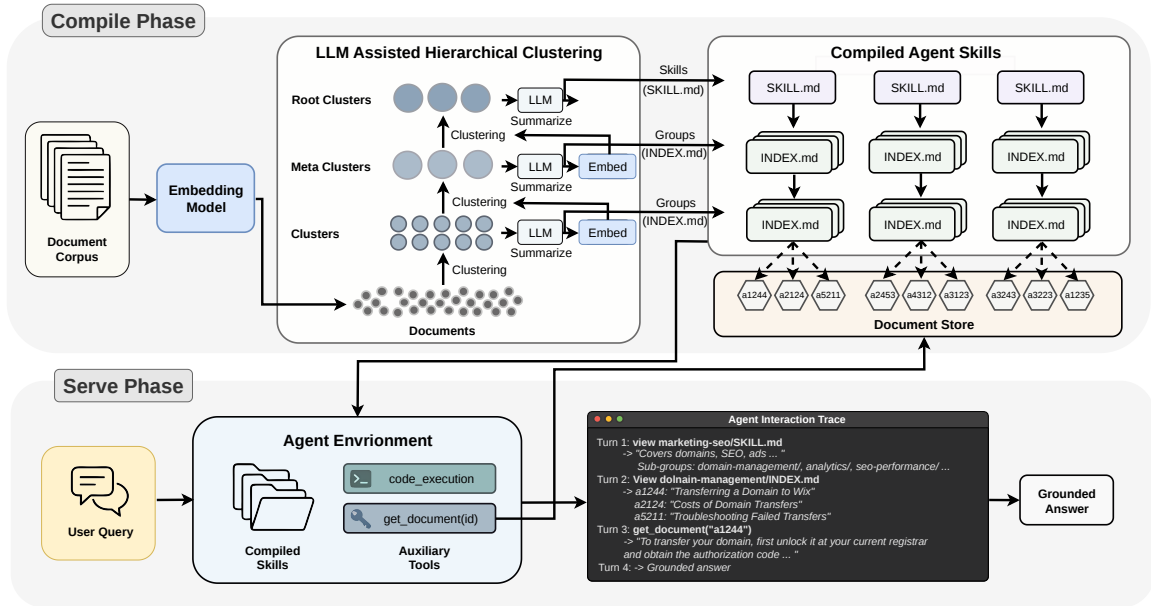 Compile Phase
LLM Assisted Hierarchical Clustering
Compiled Agent Skills
Document
Corpus
Embedding
Model
Root Clusters
LLM
Summarize
Skills
(SKILL.md)
Clustering
Meta Clusters
LLM
Summarize
Embed
Groups
(INDEX.md)
Clustering
Clusters
LLM
Summarize
Embed
Groups
(INDEX.md)
Clustering
Documents
SKILL.md
SKILL.md
SKILL.md
INDEX.md
INDEX.md
INDEX.md
INDEX.md
INDEX.md
INDEX.md
a1244
a2124
a5211
a2453
a4312
a3123
a3243
a3223
a1235
Document Store
Serve Phase
User Query
Agent Envrionment
Compiled
Skills
code_execution
get_document(id)
Auxiliary
Tools
Agent Interaction Trace
Turn 1: view marketing-seo/SKILL.md
-> "Covers domains, SEO, ads ... "
Sub-groups: domain-management/, analytics/, seo-performance/ ...
Turn 2: View dolnain-management/INDEX.md
-> a1244: "Transferring a Domain to Wix"
a2124: "Costs of Domain Transfers"
a5211: "Troubleshooting Failed Transfers"
Turn 3: get_document("a1244")
-> "To transfer your domain, first unlock it at your current registrar
and obtain the authorization code ... "
Turn 4: -> Grounded answer
Grounded
Answer